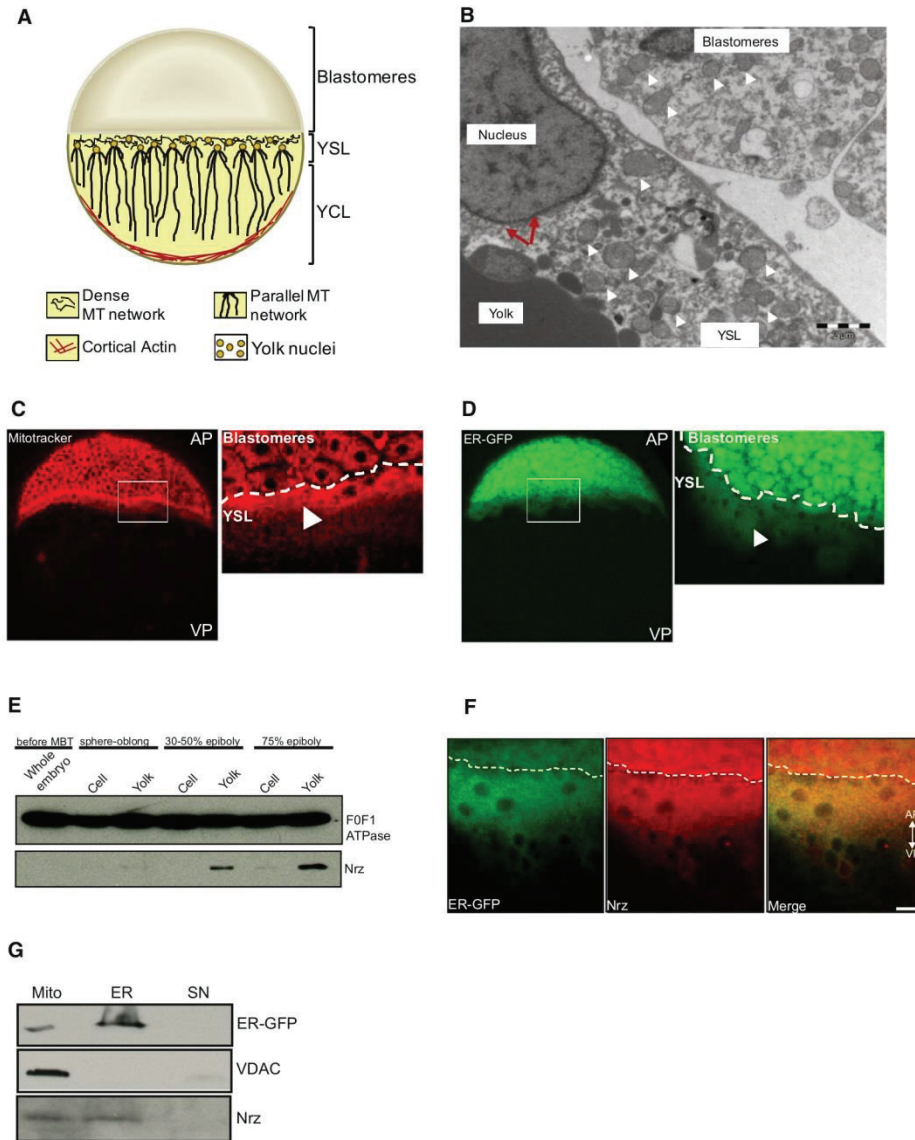 A
Blastomeres
YSL
YCL
Dense
MT network
Parallel MT
network
Cortical Actin
Yolk nuclei
B
Blastomeres
Nucleus
Yolk
YSL
C
Mitotracker
AP
VP
Blastomeres
YSL
D
ER-GFP
AP
VP
Blastomeres
YSL
E
before MBT
sphere-oblong
30-50% epiboly
75% epiboly
Whole
embryo
Cell
Yolk
Cell
Yolk
Cell
Yolk
F0F1
ATPase
Nrz
F
ER-GFP
Nrz
Merge
G
Mito
ER
SN
ER-GFP
VDAC
Nrz